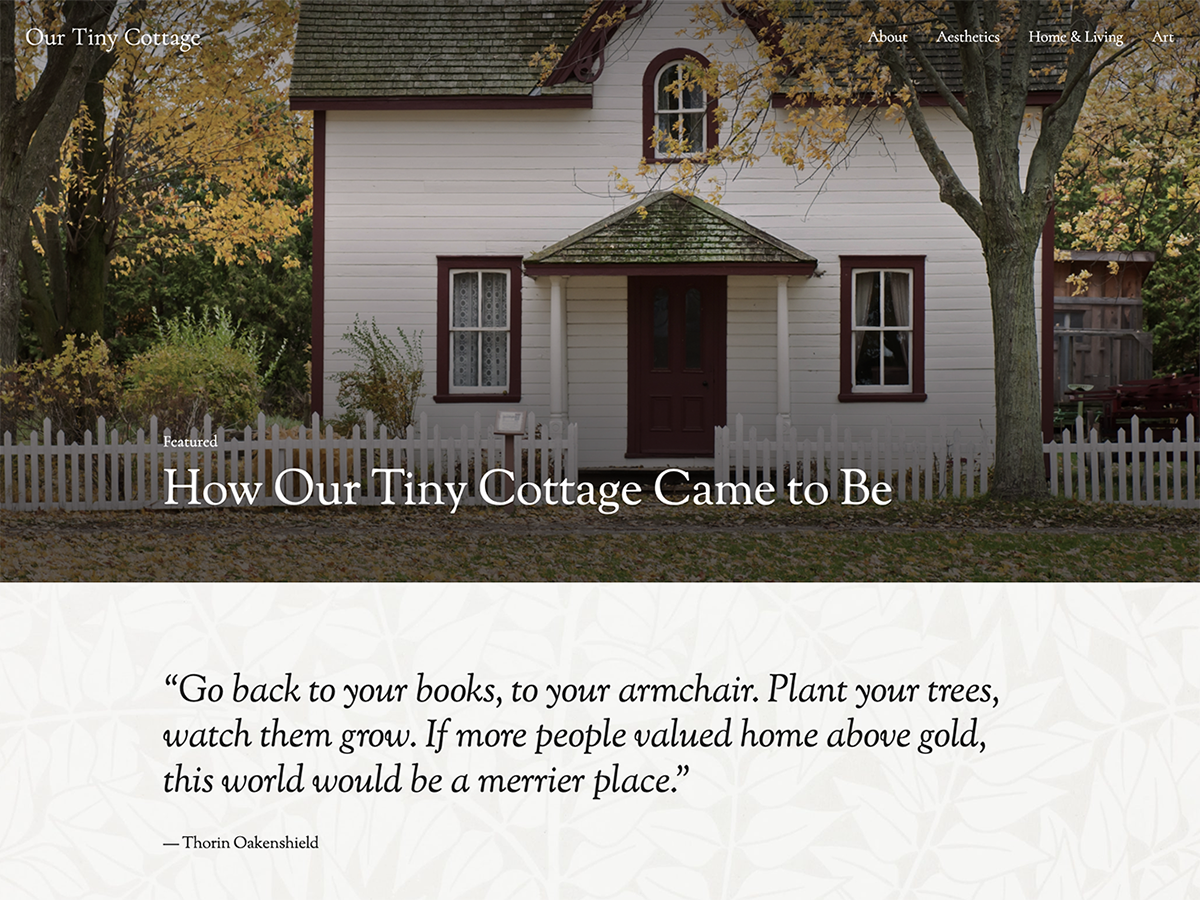 Our Tiny Cottage
About Aesthetics Home & Living Art
Featured
How Our Tiny Cottage Came to Be
“Go back to your books, to your armchair. Plant your trees,
watch them grow. If more people valued home above gold,
this world would be a merrier place.”
— Thorin Oakenshield